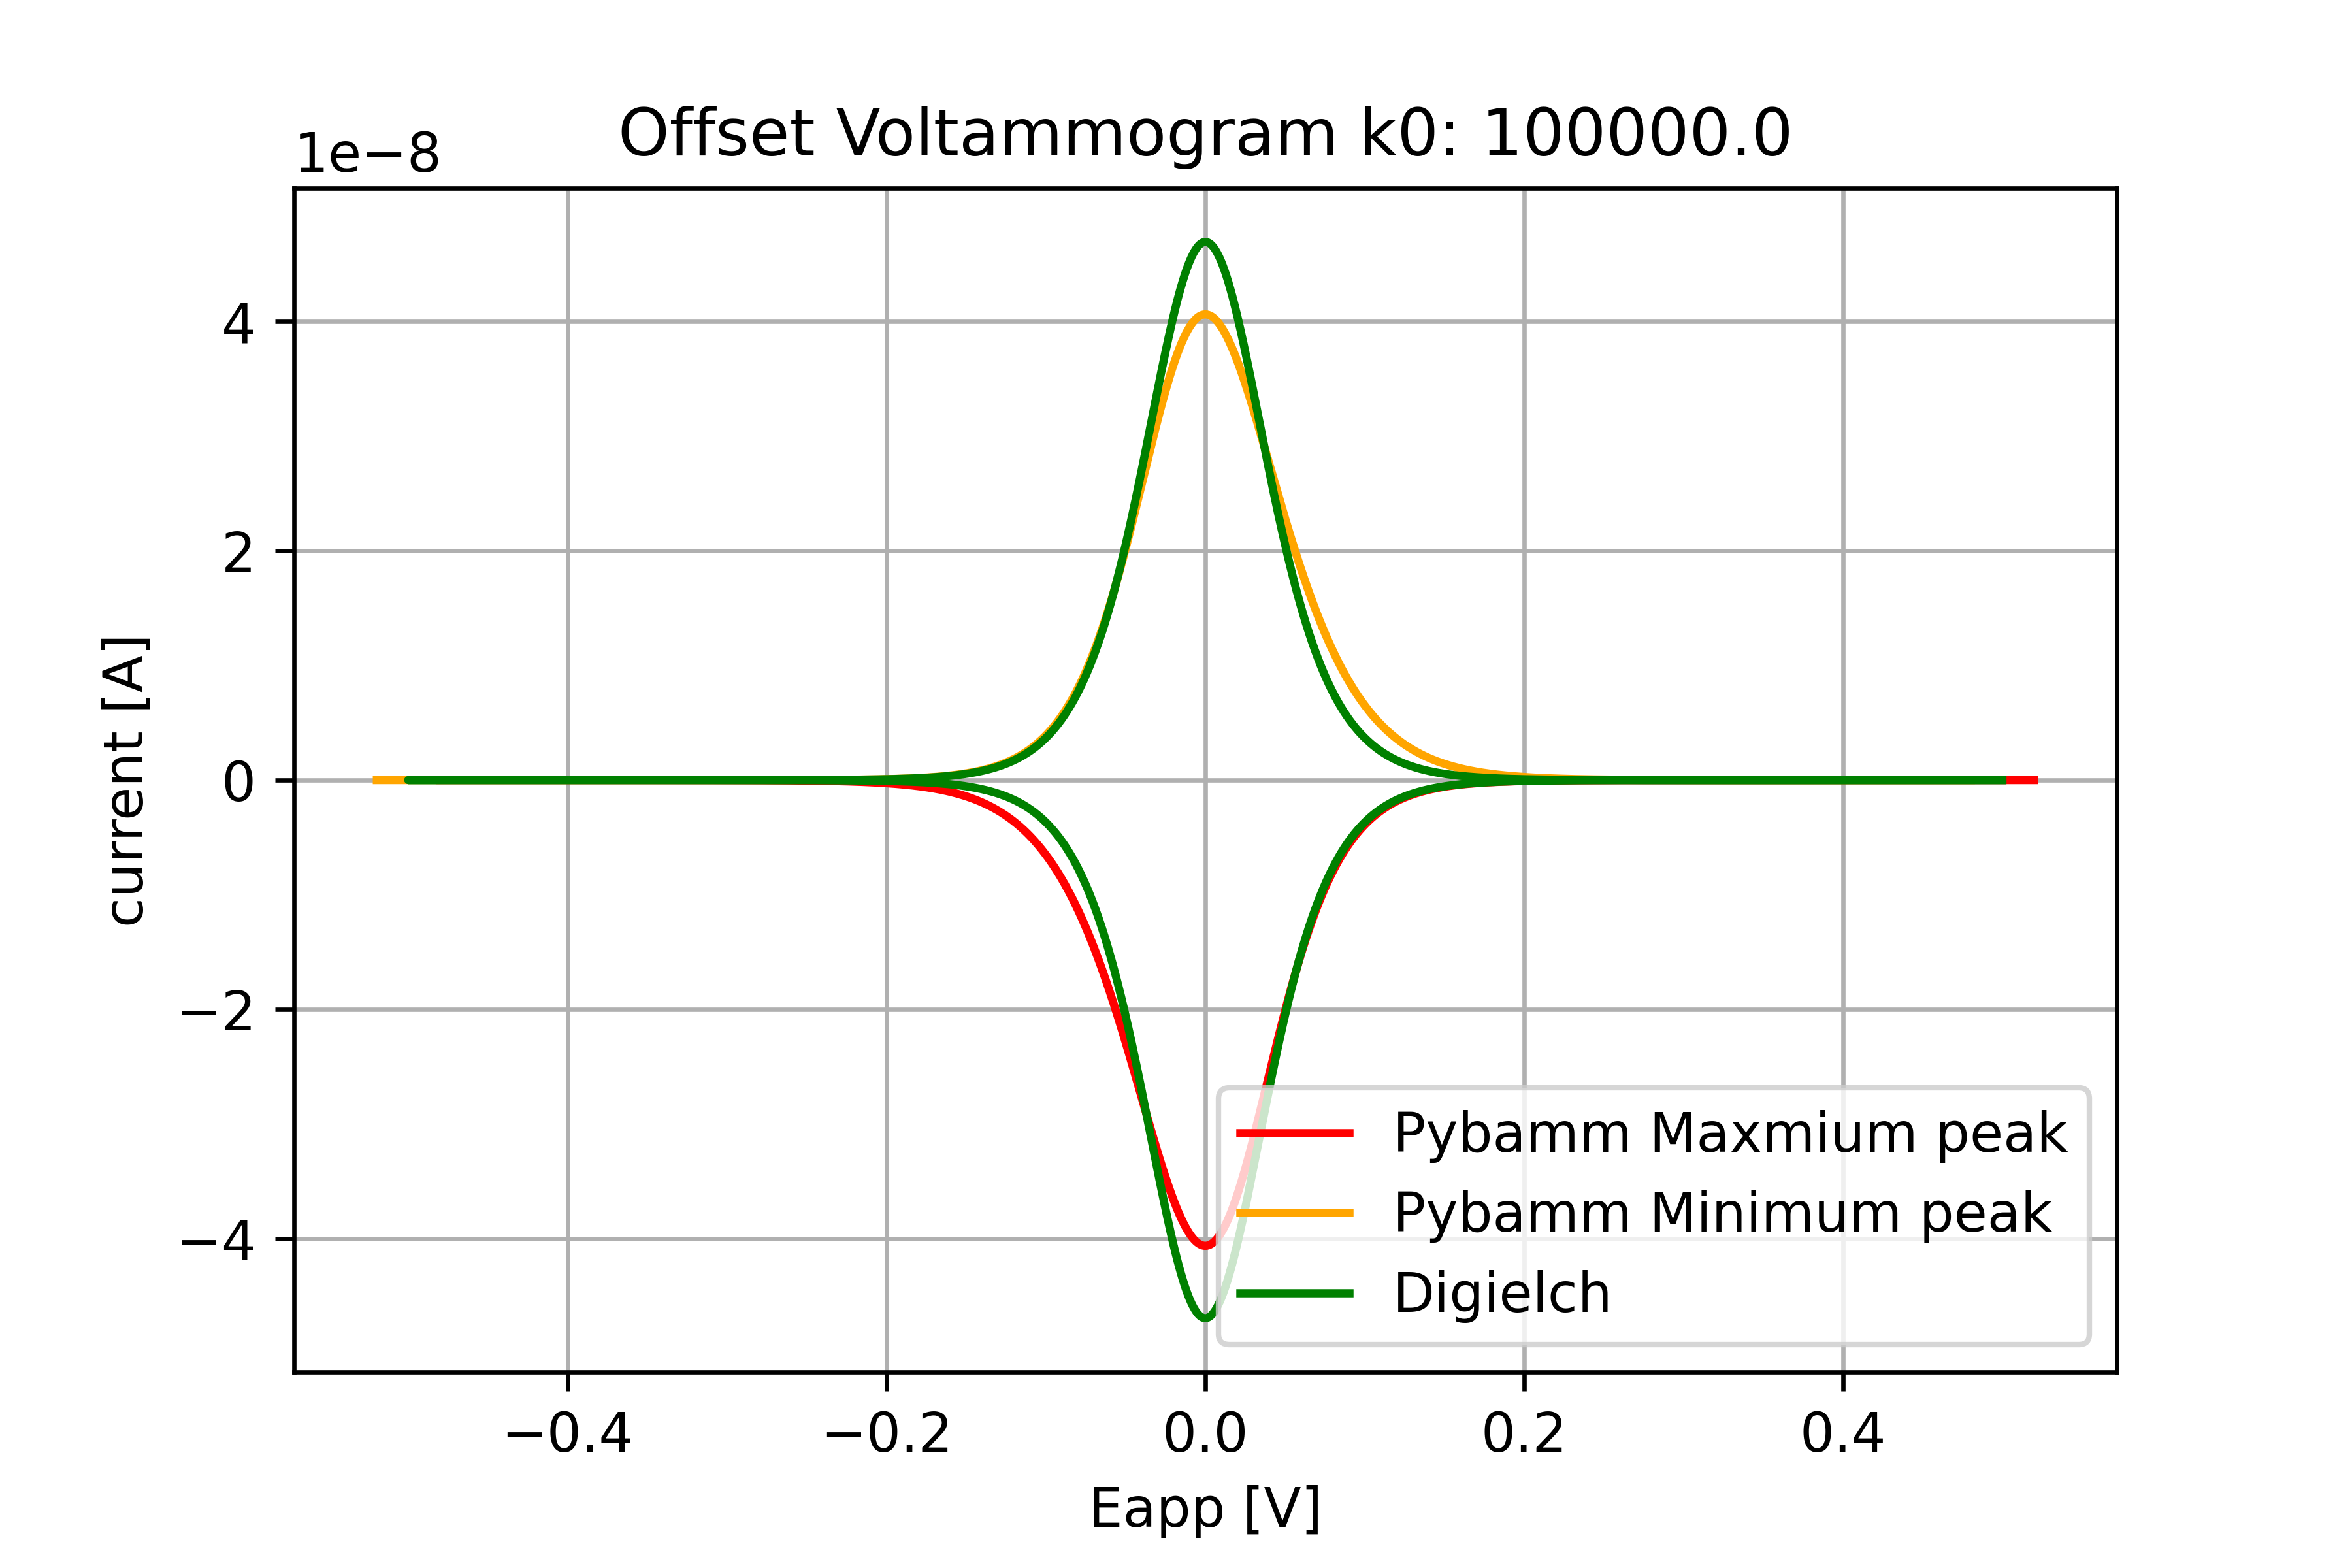 Offset Voltammogram k0: 100000.0
1e−8
4
2
0
−2
−4
current [A]
−0.4
−0.2
0.0
0.2
0.4
Eapp [V]
Pybamm Maxmium peak
Pybamm Minimum peak
Digielch